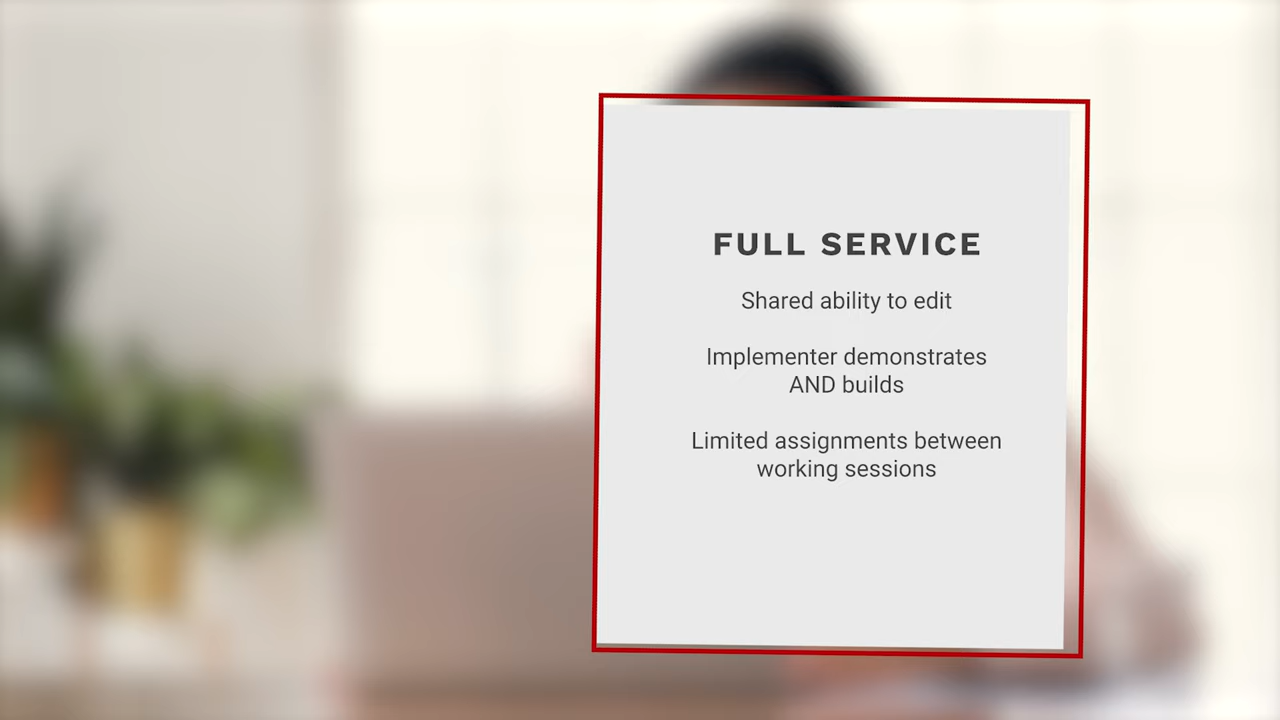 FULL SERVICE
Shared ability to edit
Implementer demonstrates
AND builds
Limited assignments between
working sessions